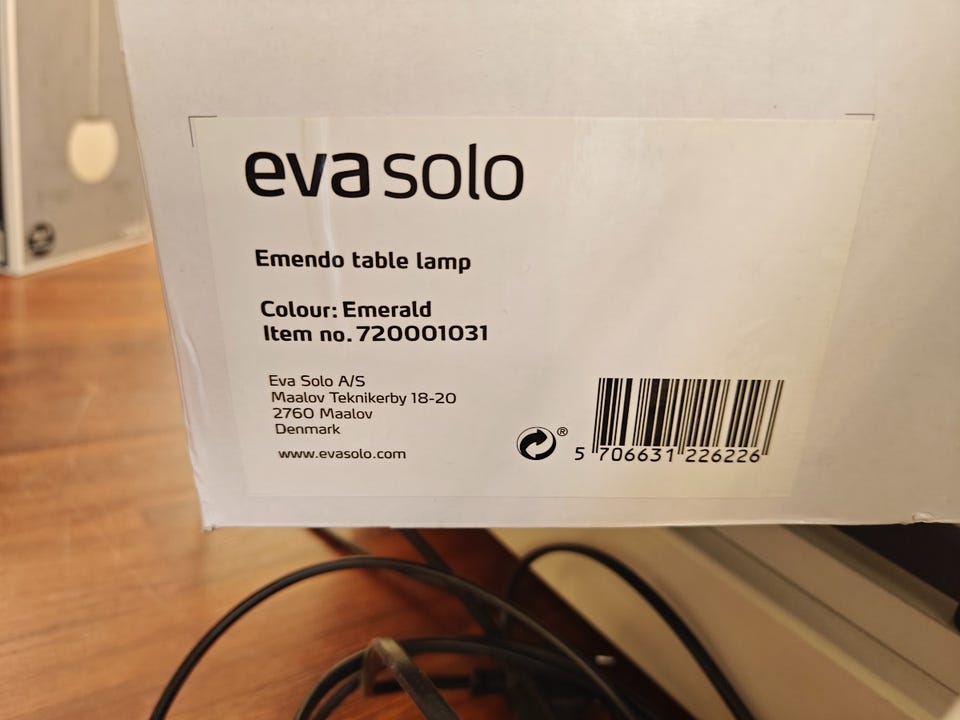 eva solo
Emendo table lamp
Colour: Emerald
Item no. 720001031
Eva Solo A/S
Maalov Teknikerby 18-20
2760 Maalov
Denmark
www.evasolo.com
®
5 706631 226226